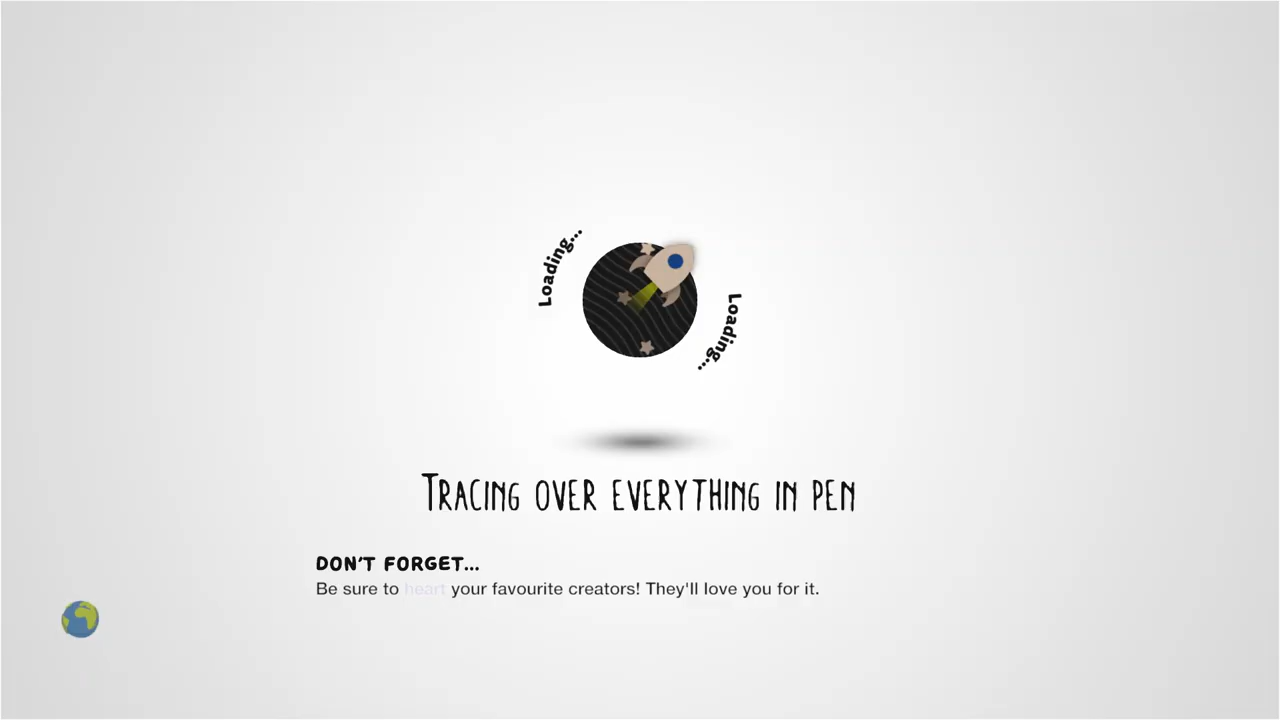 Loading...
Loading...
Tracing over everything in pen
DON'T FORGET...
Be sure to heart your favourite creators! They'll love you for it.